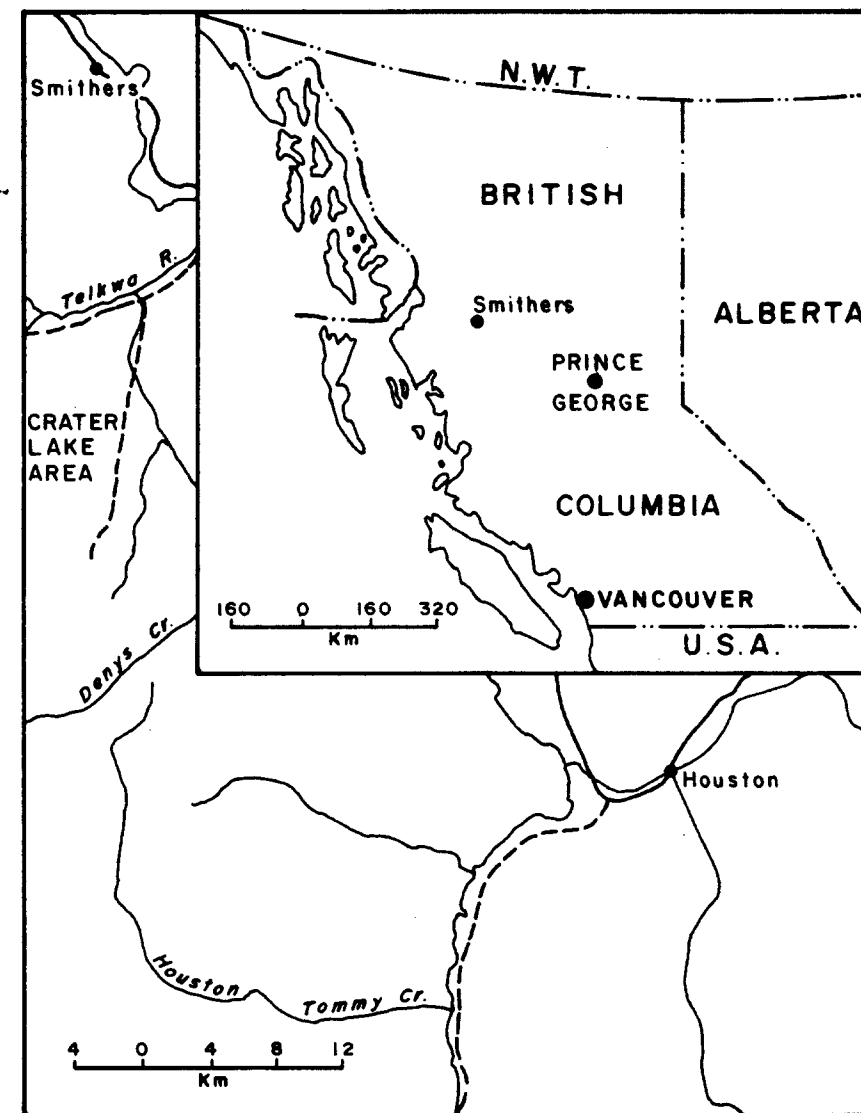 Smithers
N.W.T.
BRITISH
Telkwa R.
Smithers
ALBERTA
PRINCE
GEORGE
CRATER
LAKE
AREA
COLUMBIA
VANCOUVER
160 0 160 320
Km
U.S.A.
Denys Cr.
Houston
Houston Tommy Cr.
4 0 4 8 12
Km